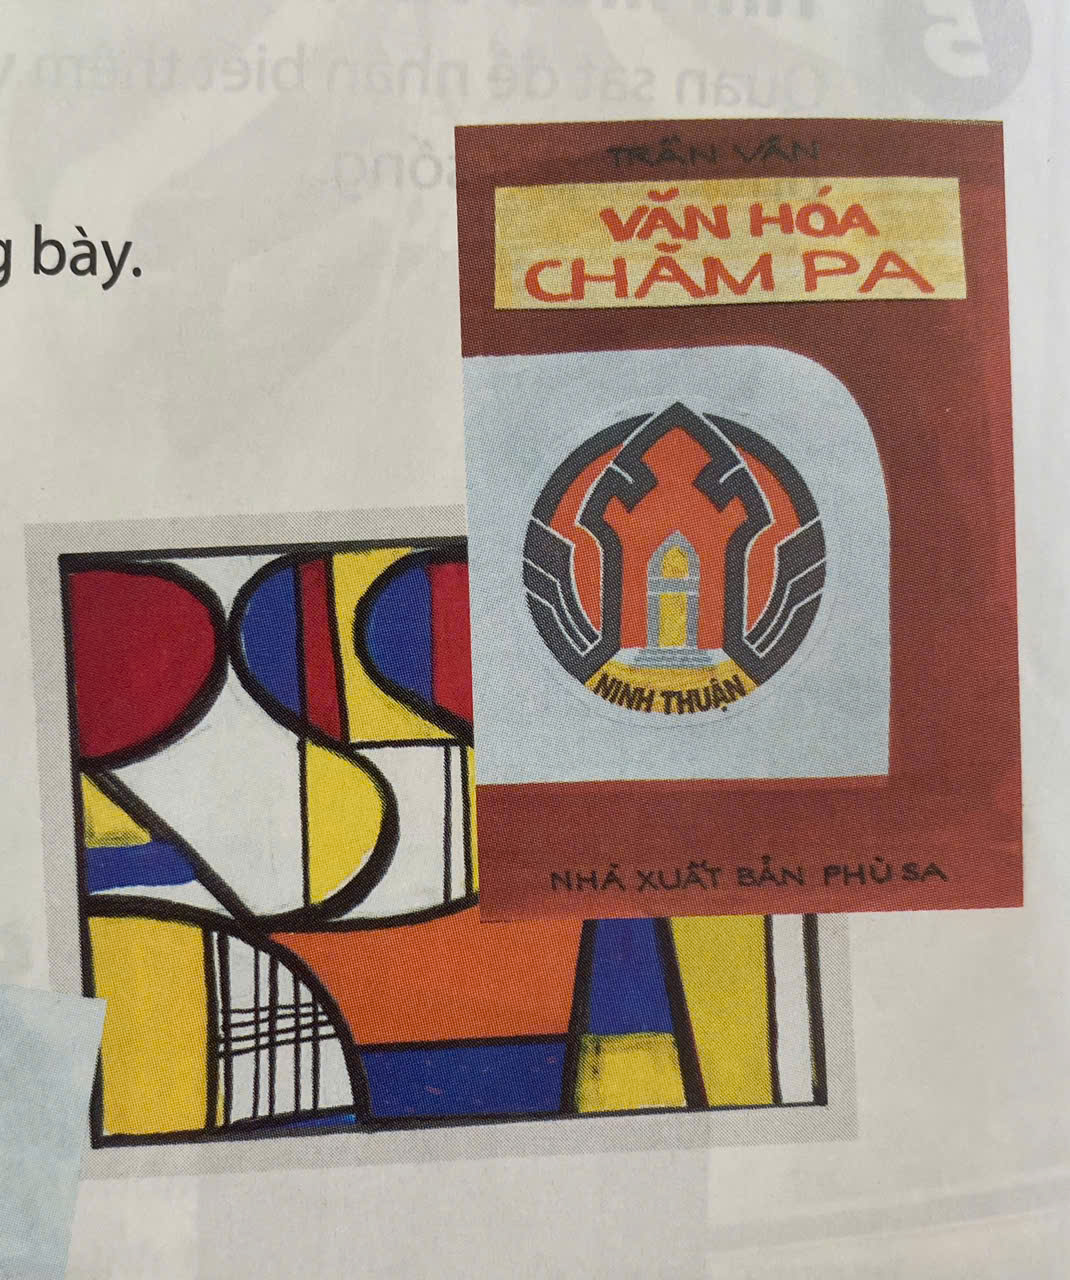 g bày.
TRẦN VĂN
VĂN HÓA
CHĂM PA
NINH THUẬN
NHÀ XUẤT BẢN PHÙ SA